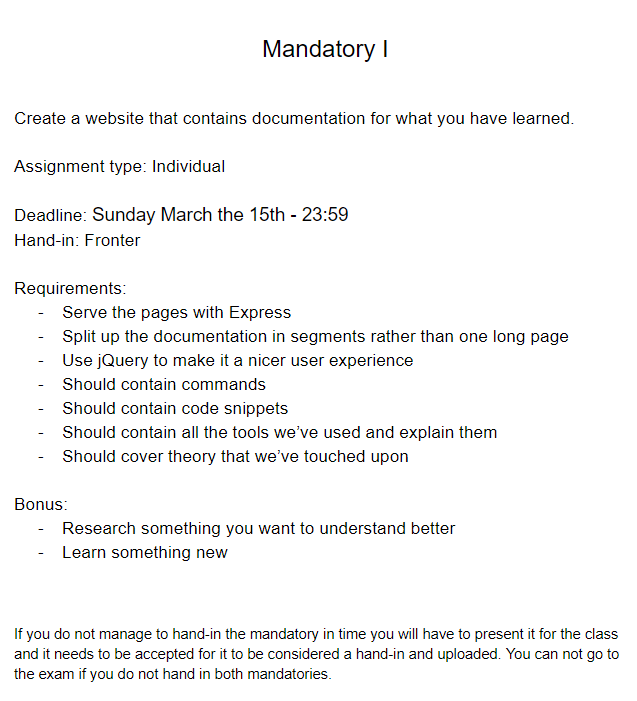 Mandatory I
Create a website that contains documentation for what you have learned.
Assignment type: Individual
Deadline: Sunday March the 15th - 23:59
Hand-in: Fronter
Requirements:
- Serve the pages with Express
- Split up the documentation in segments rather than one long page
- Use jQuery to make it a nicer user experience
- Should contain commands
- Should contain code snippets
- Should contain all the tools we've used and explain them
- Should cover theory that we've touched upon
Bonus:
- Research something you want to understand better
- Learn something new
If you do not manage to hand-in the mandatory in time you will have to present it for the class
and it needs to be accepted for it to be considered a hand-in and uploaded. You can not go to
the exam if you do not hand in both mandatories.